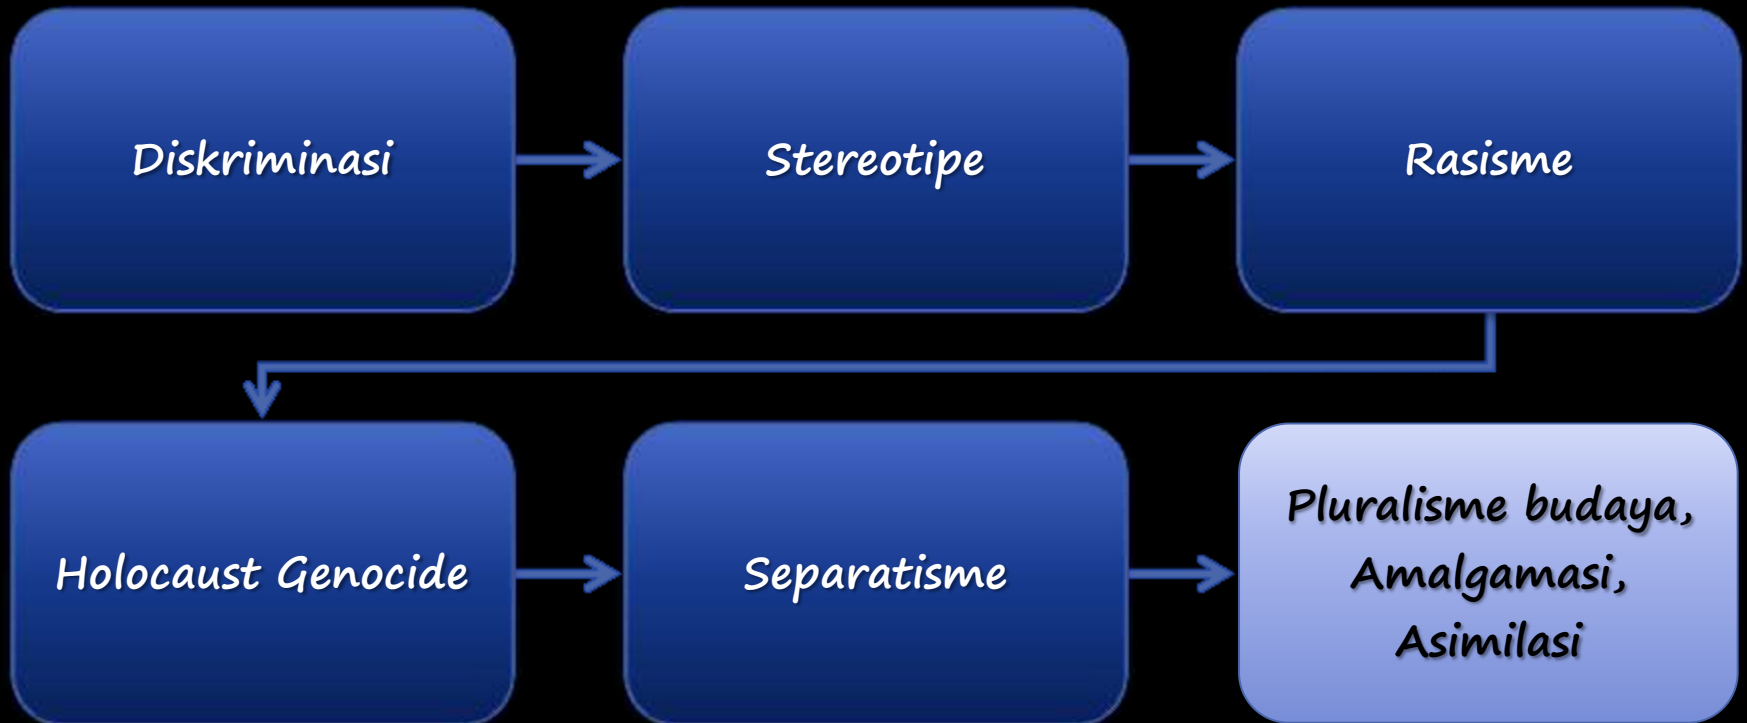 Diskriminasi
Stereotipe
Rasisme
Holocaust Genocide
Separatisme
Pluralisme budaya,
Amalgamasi,
Asimilasi